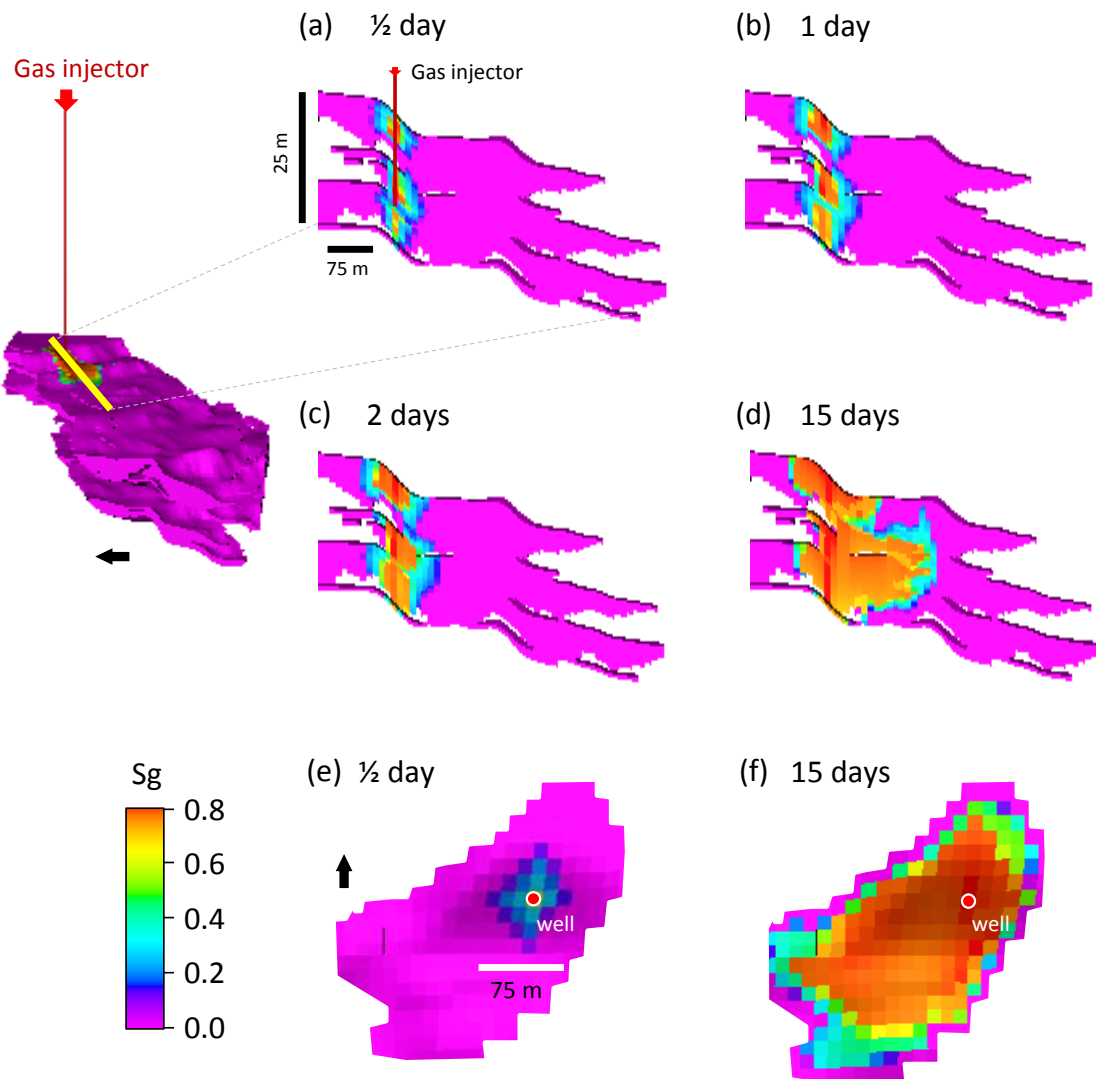 (a) ½ day
(b) 1 day
Gas injector
Gas injector
25 m
75 m
(c) 2 days
(d) 15 days
Sg
0.8
0.6
0.4
0.2
0.0
(e) ½ day
(f) 15 days
well
75 m
well